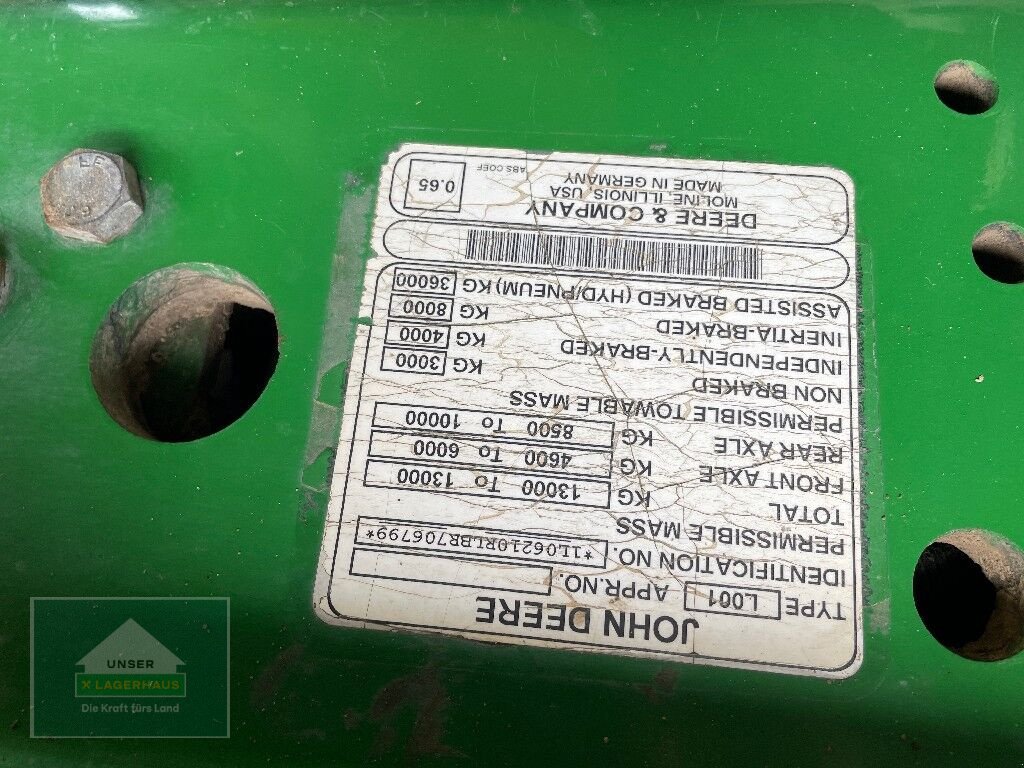 JOHN DEERE
TYPE L001 APPR.NO.
IDENTIFICATION NO. *1L06210RLBR706799*
PERMISSIBLE MASS
TOTAL KG 13000 To 13000
FRONT AXLE KG 4600 To 6000
REAR AXLE KG 8500 To 10000
PERMISSIBLE TOWABLE MASS
NON BRAKED KG 3000
INDEPENDENTLY-BRAKED KG 4000
INERTIA-BRAKED KG 8000
ASSISTED BRAKED (HYD/PNEUM) KG 36000
DEERE & COMPANY
MOLINE, ILLINOIS, USA
MADE IN GERMANY
ABS COEF 0.65
UNSER
X LAGERHAUS
Die Kraft fürs Land